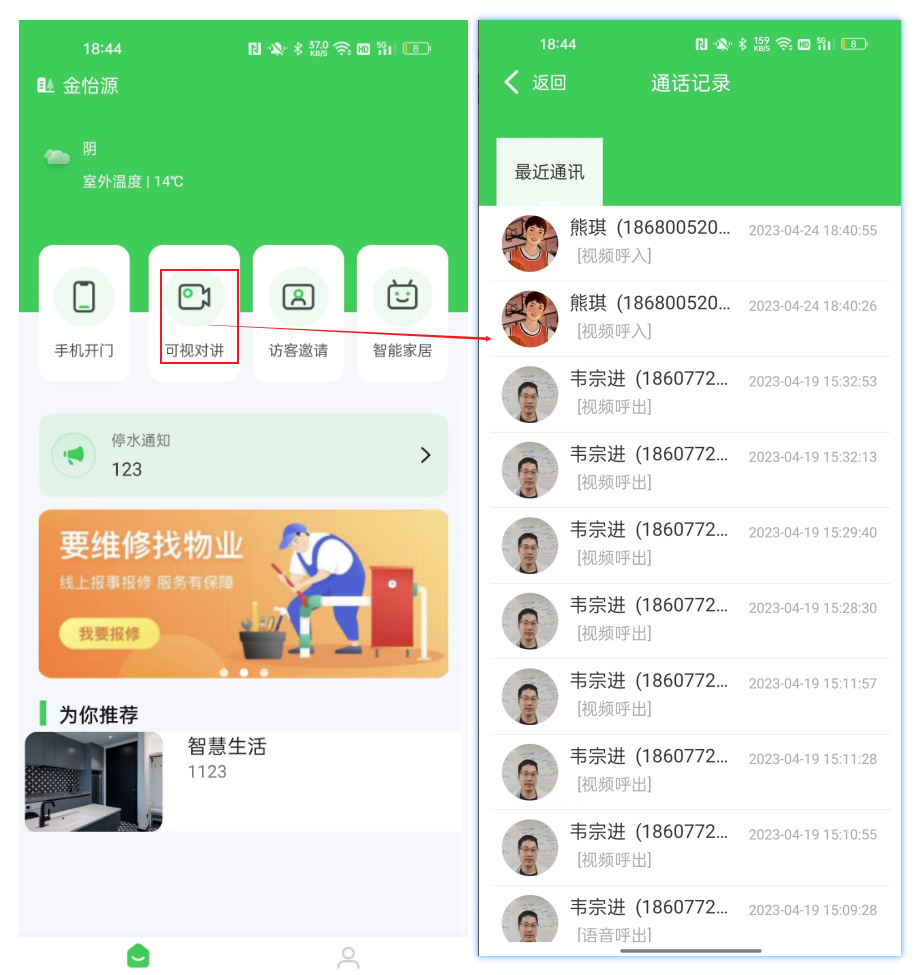 18:44
37.0 KB/S HD 5G 8
金怡源
阴
室外温度 | 14℃
手机开门
可视对讲
访客邀请
智能家居
停水通知
123
要维修找物业
线上报事报修 服务有保障
我要报修
为你推荐
智慧生活
1123
18:44
159 KB/S HD 5G 8
返回
通话记录
最近通讯
熊琪 (186800520... 2023-04-24 18:40:55
[视频呼入]
熊琪 (186800520... 2023-04-24 18:40:26
[视频呼入]
韦宗进 (1860772... 2023-04-19 15:32:53
[视频呼出]
韦宗进 (1860772... 2023-04-19 15:32:13
[视频呼出]
韦宗进 (1860772... 2023-04-19 15:29:40
[视频呼出]
韦宗进 (1860772... 2023-04-19 15:28:30
[视频呼出]
韦宗进 (1860772... 2023-04-19 15:11:57
[视频呼出]
韦宗进 (1860772... 2023-04-19 15:11:28
[视频呼出]
韦宗进 (1860772... 2023-04-19 15:10:55
[视频呼出]
韦宗进 (1860772... 2023-04-19 15:09:28
[语音呼出]